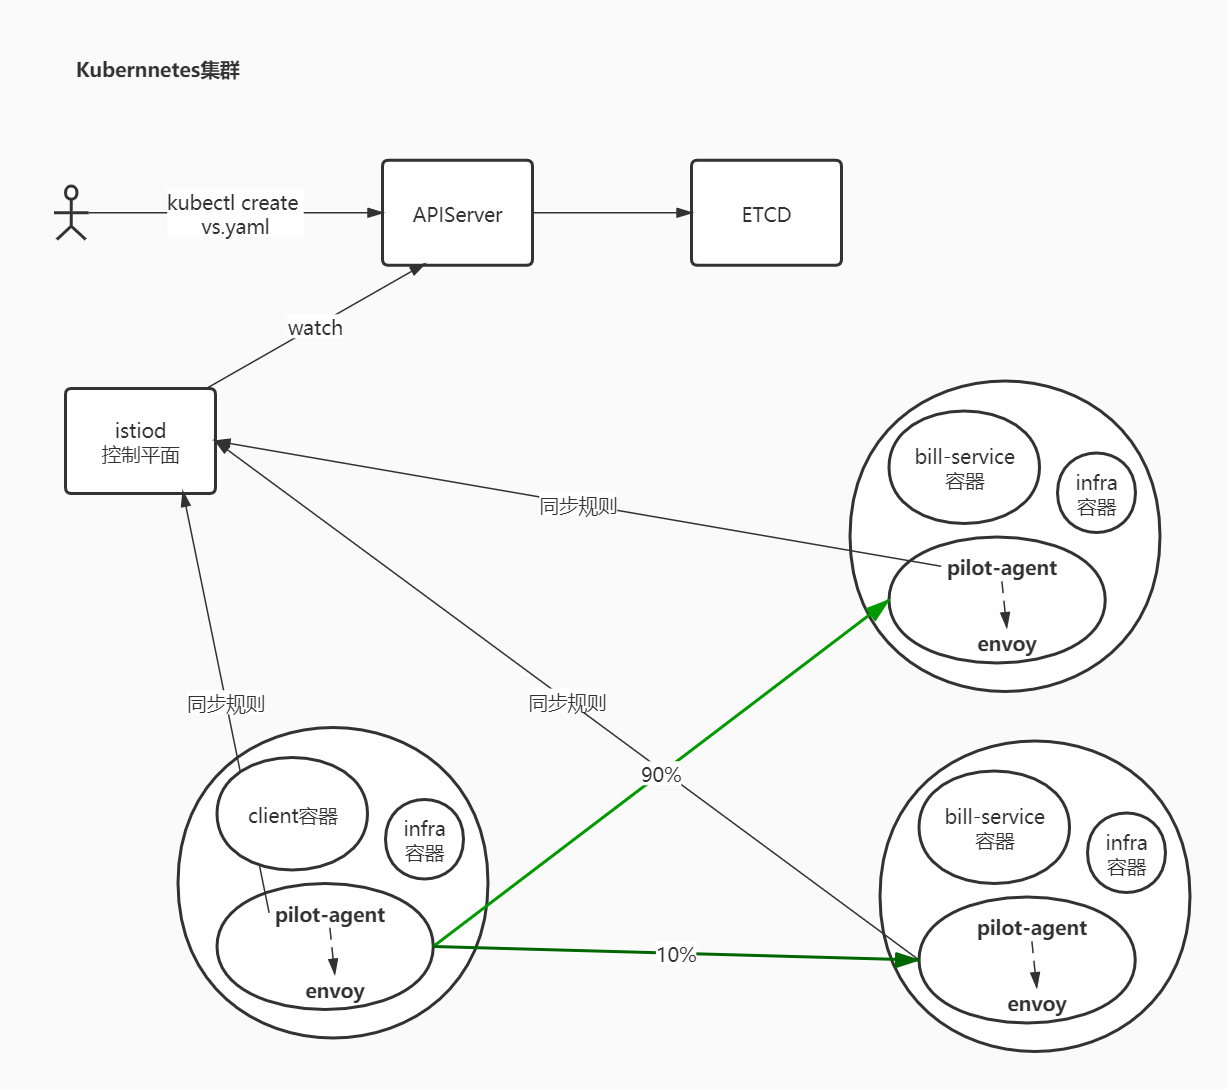 Kubernnetes集群
kubectl create
vs.yaml
APIServer
ETCD
watch
istiod
控制平面
bill-service
容器
infra
容器
同步规则
pilot-agent
envoy
同步规则
同步规则
90%
client容器
infra
容器
pilot-agent
envoy
10%
bill-service
容器
infra
容器
pilot-agent
envoy